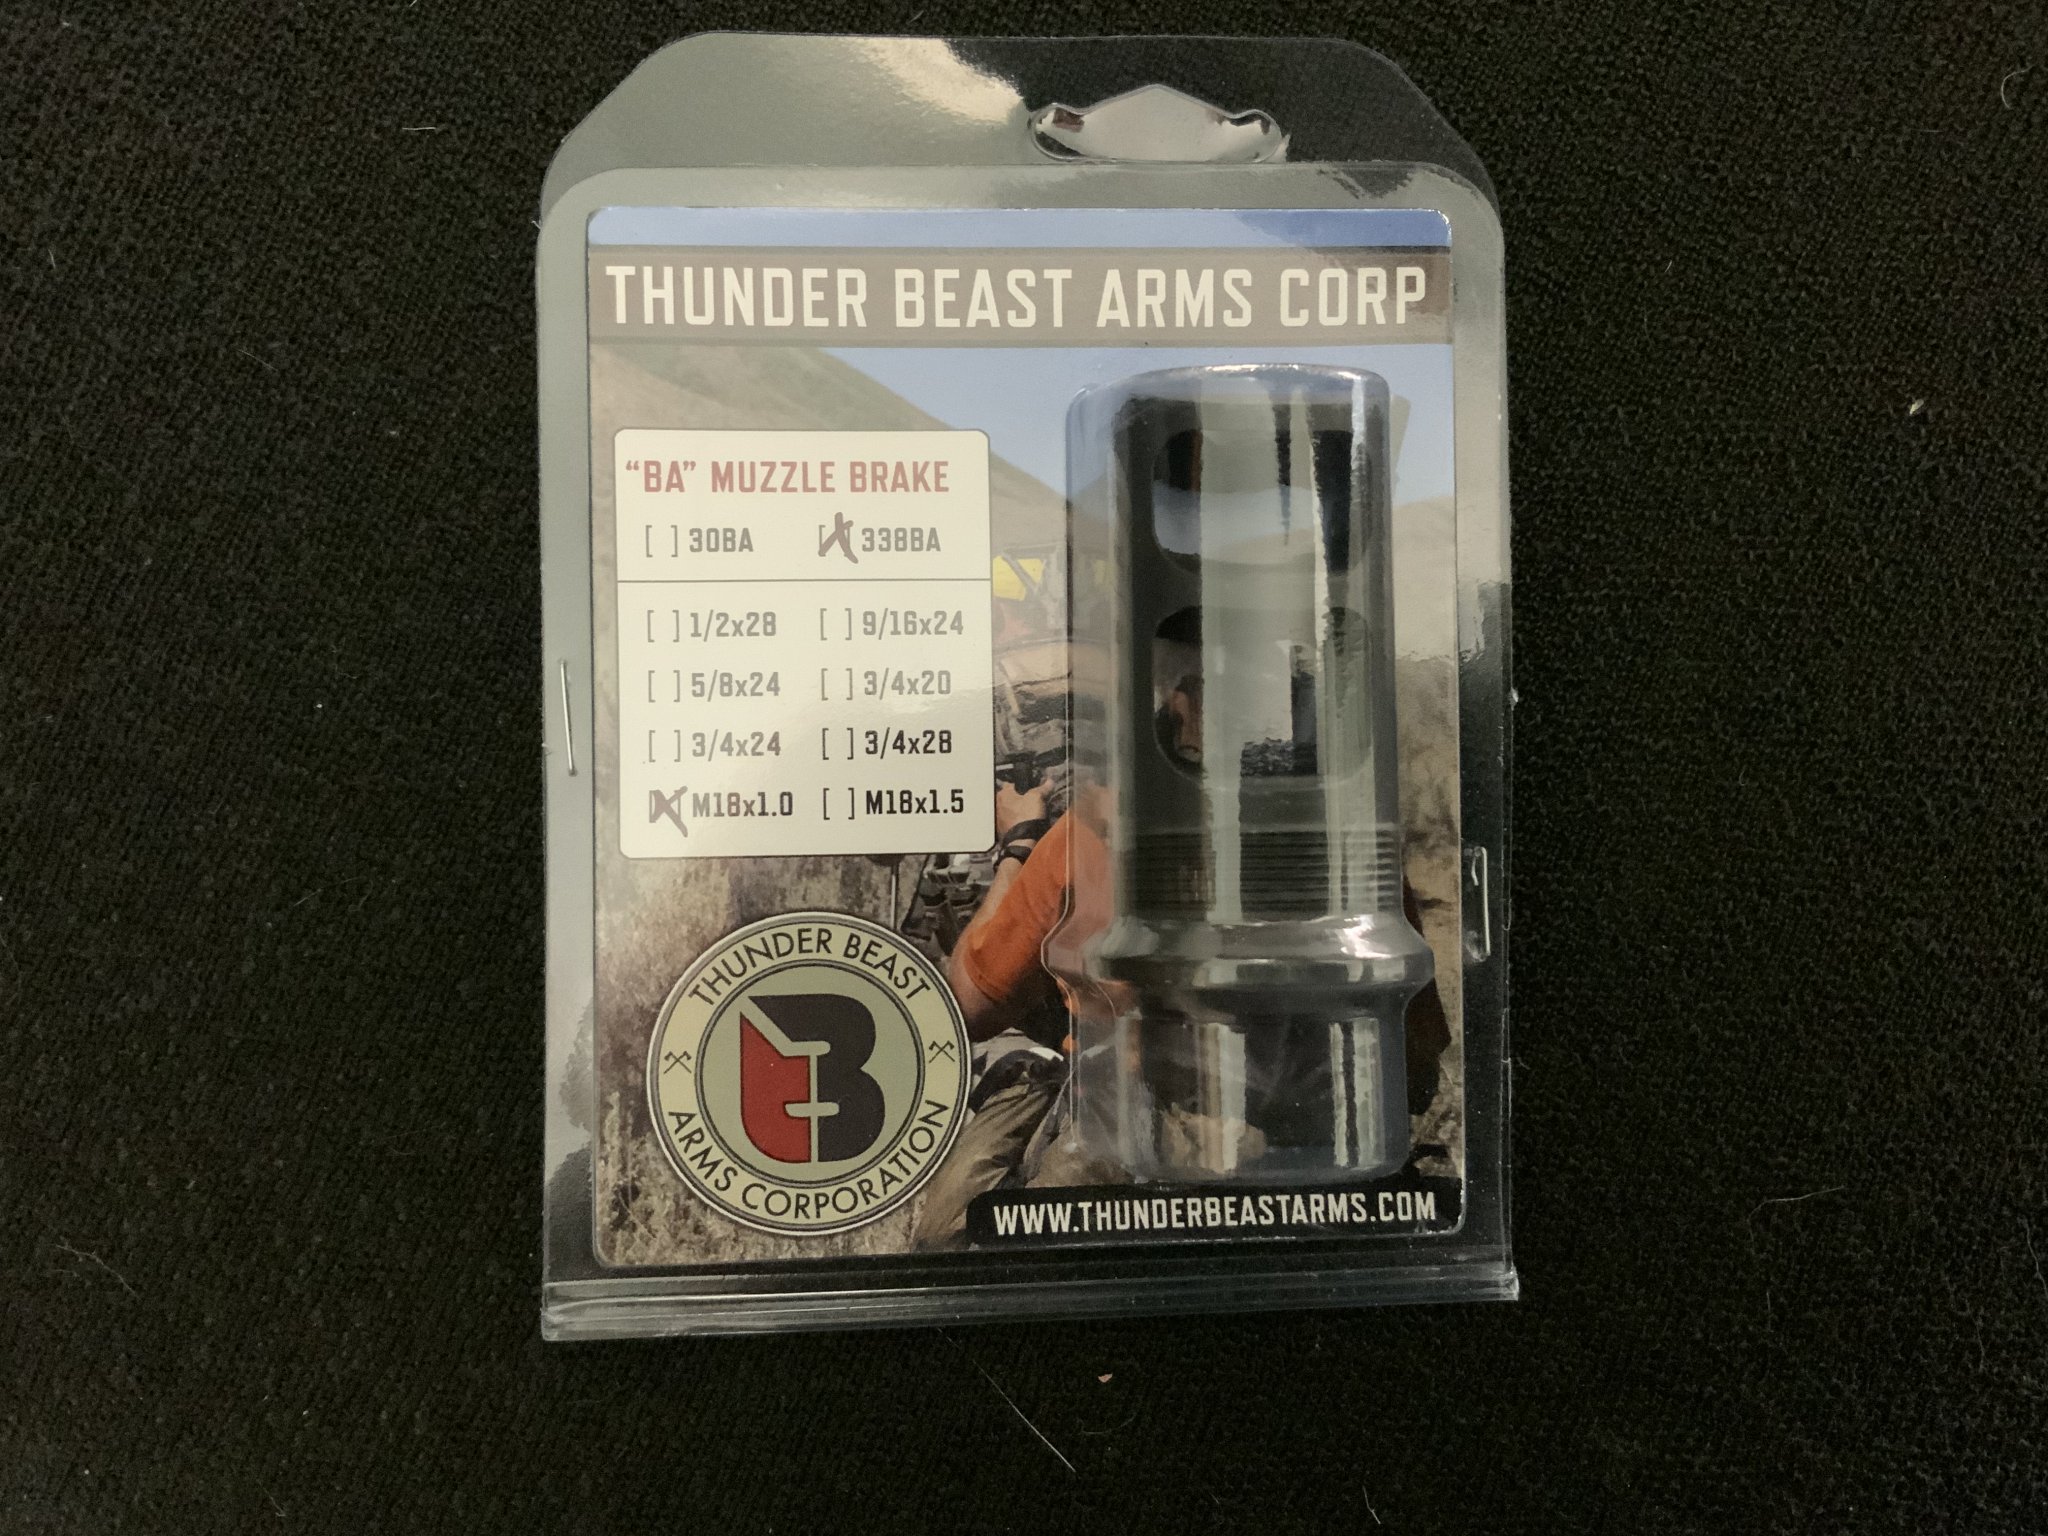 THUNDER BEAST ARMS CORP
“BA” MUZZLE BRAKE
[ ] 30BA [X] 338BA
[ ] 1/2x28 [ ] 9/16x24
[ ] 5/8x24 [ ] 3/4x20
[ ] 3/4x24 [ ] 3/4x28
[X] M18x1.0 [ ] M18x1.5
THUNDER BEAST
ARMS CORPORATION
TB
WWW.THUNDERBEASTARMS.COM